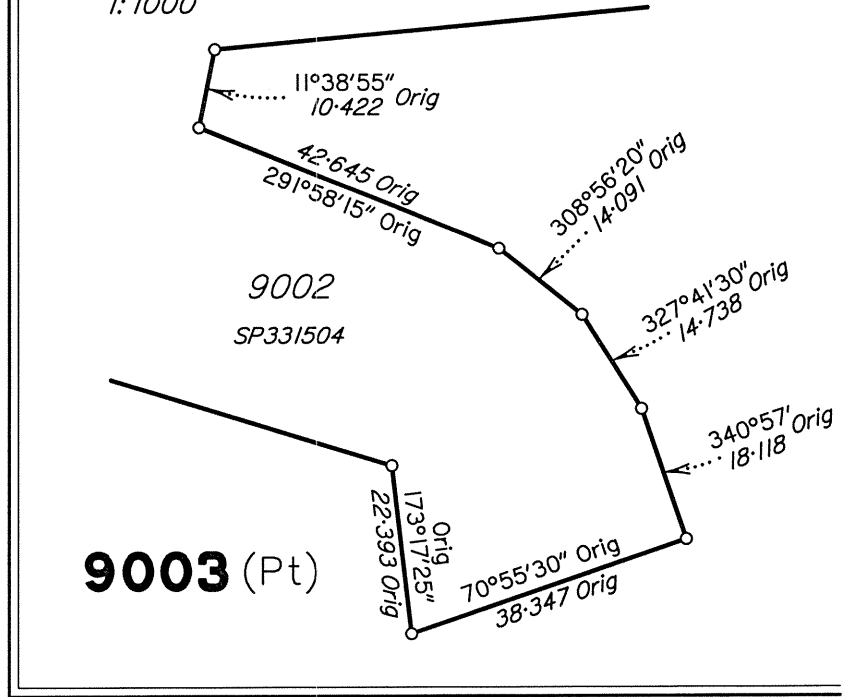 1:1000
11°38'55"
10·422 Orig
42·645 Orig
291°58'15" Orig
308°56'20"
14·091 Orig
9002
SP331504
327°41'30"
14·738 Orig
340°57'
18·118 Orig
173°17'25" Orig
22·393 Orig
9003 (Pt)
70°55'30" Orig
38·347 Orig